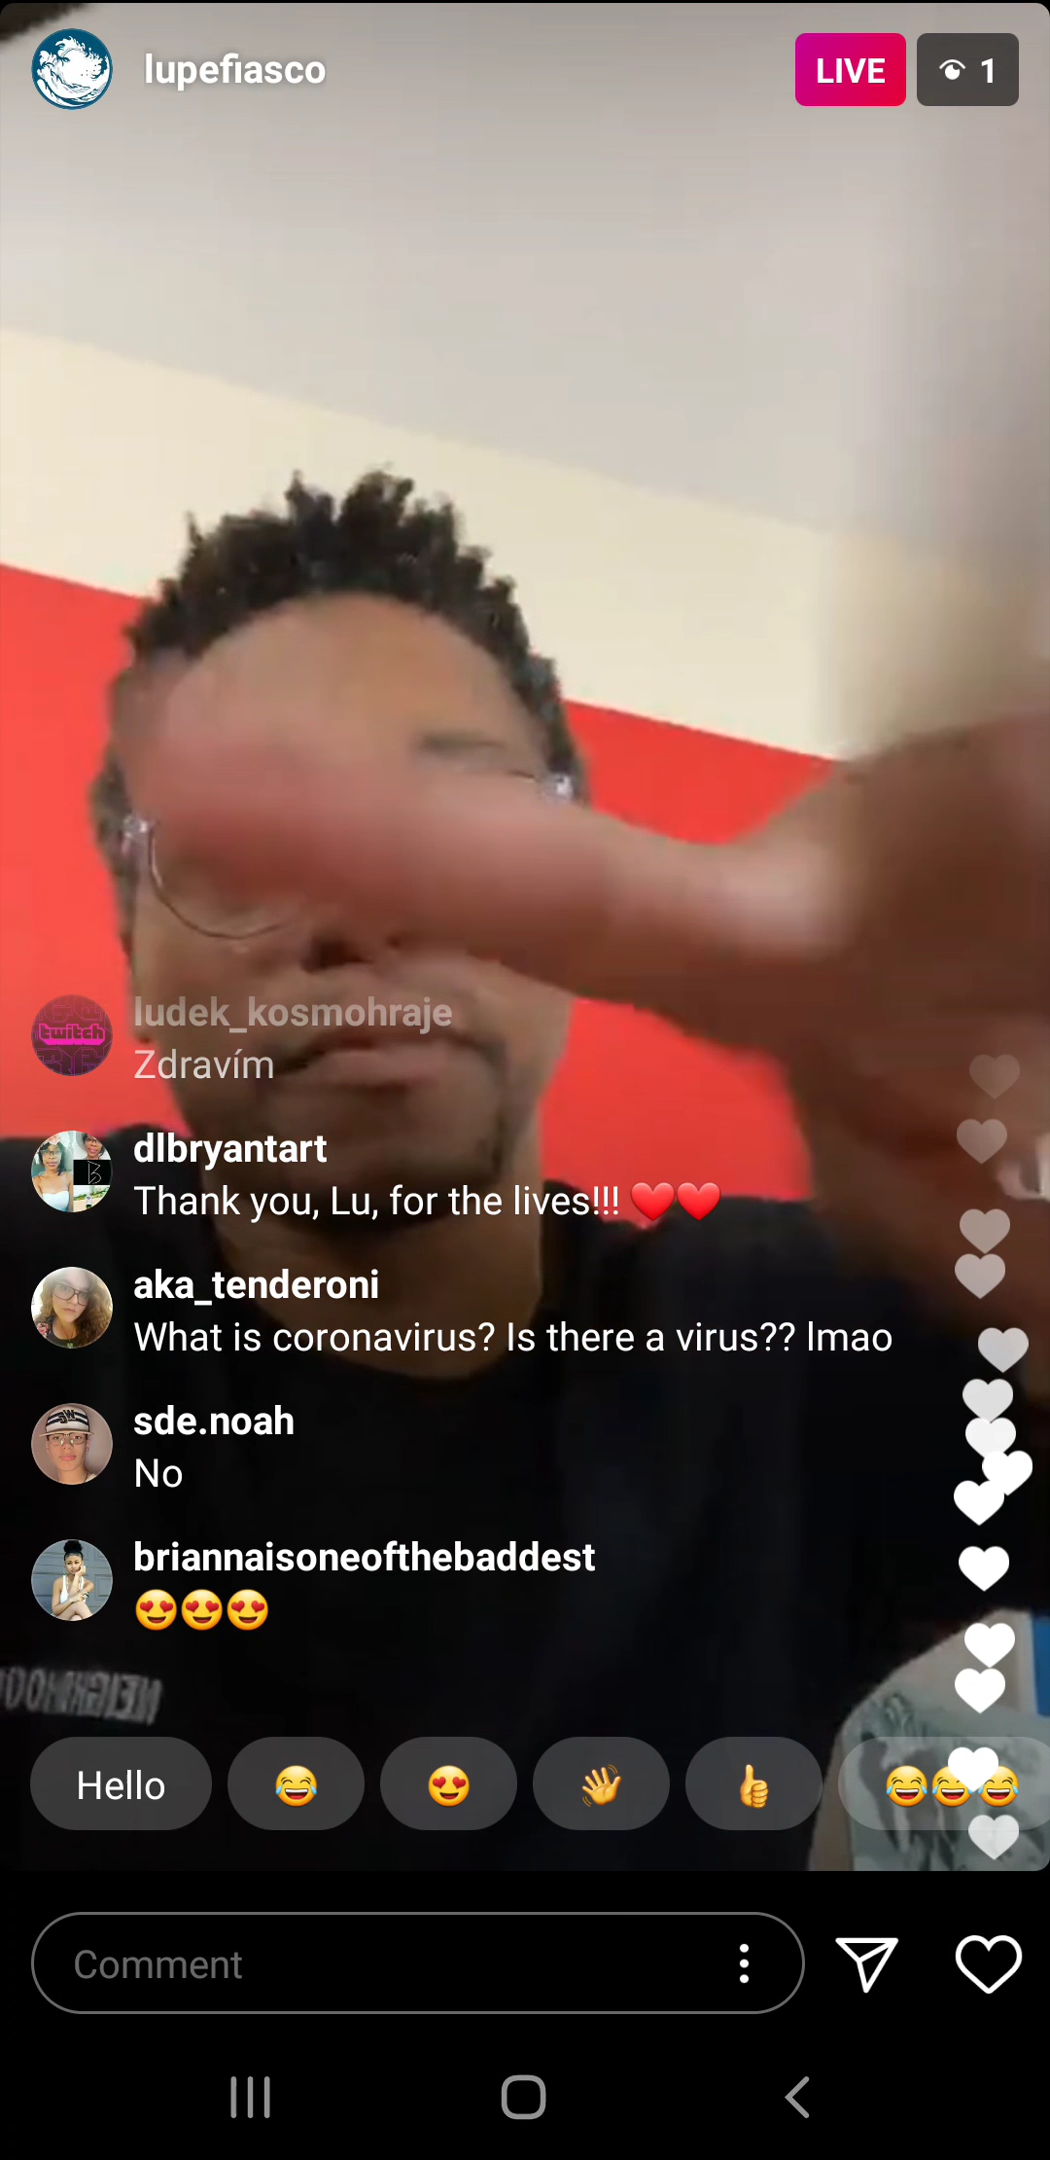 lupefiasco
LIVE
1
twitch
ludek_kosmohraje
Zdravím
dlbryantart
Thank you, Lu, for the lives!!! ❤️❤️
aka_tenderoni
What is coronavirus? Is there a virus?? lmao
sde.noah
No
briannaisoneofthebaddest
😍😍😍
Hello 😂 😍 👋 👍 😂😂😂
Comment